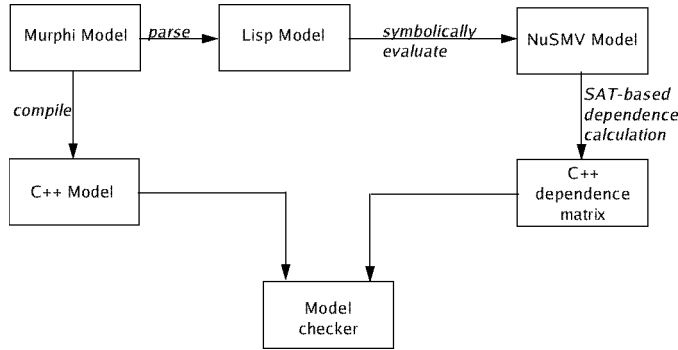 Murphi Model
parse
Lisp Model
symbolically
evaluate
NuSMV Model
compile
SAT-based
dependence
calculation
C++ Model
C++
dependence
matrix
Model
checker